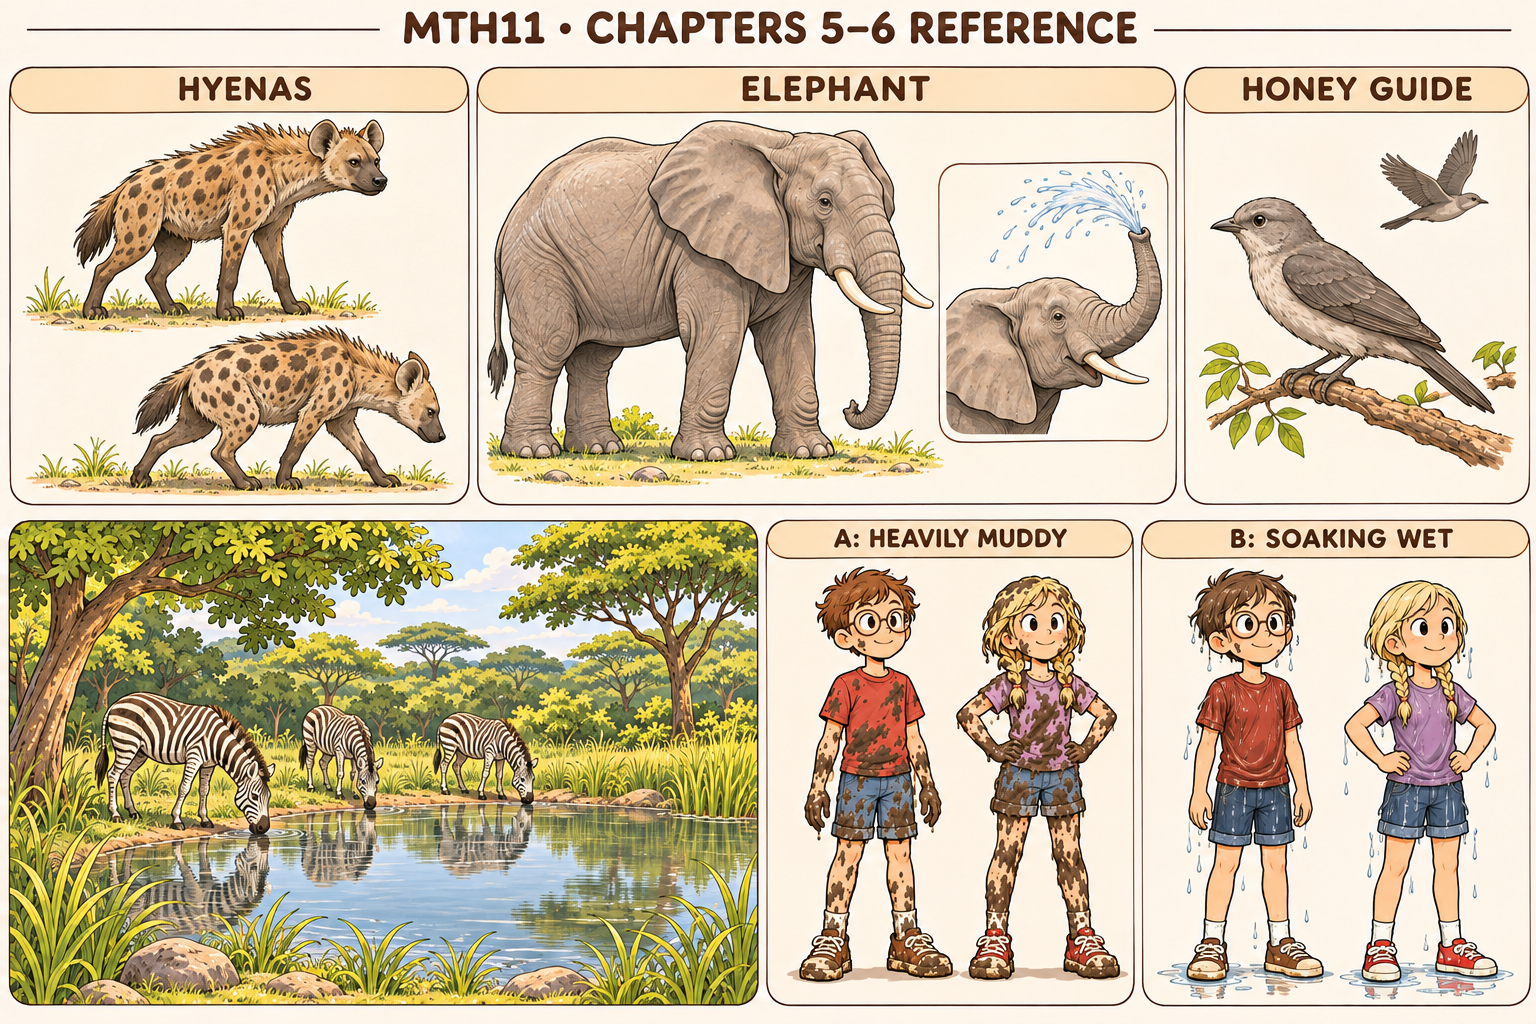 MTH11 • CHAPTERS 5–6 REFERENCE
HYENAS
ELEPHANT
HONEY GUIDE
A: HEAVILY MUDDY
B: SOAKING WET